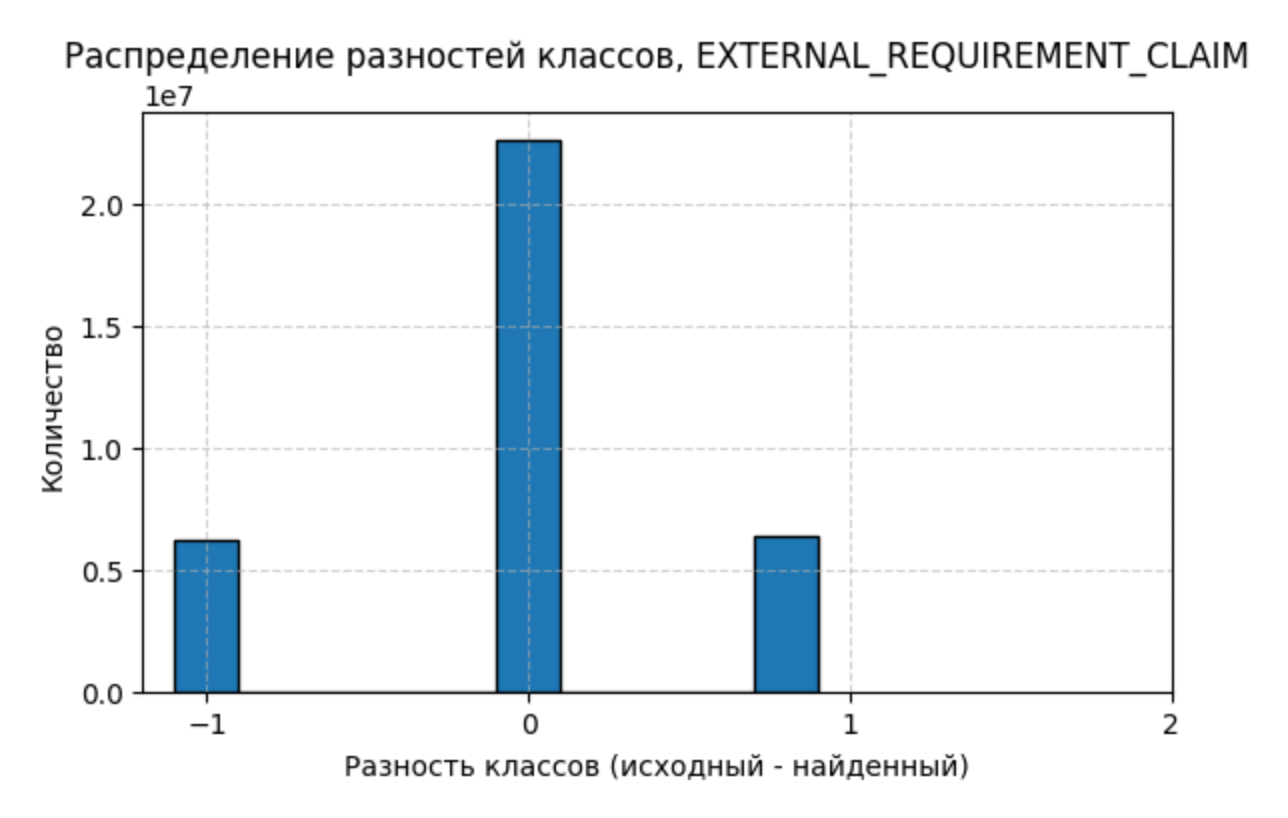 Распределение разностей классов, EXTERNAL_REQUIREMENT_CLAIM
1e7
2.0
1.5
1.0
0.5
0.0
Количество
−1 0 1 2
Разность классов (исходный - найденный)